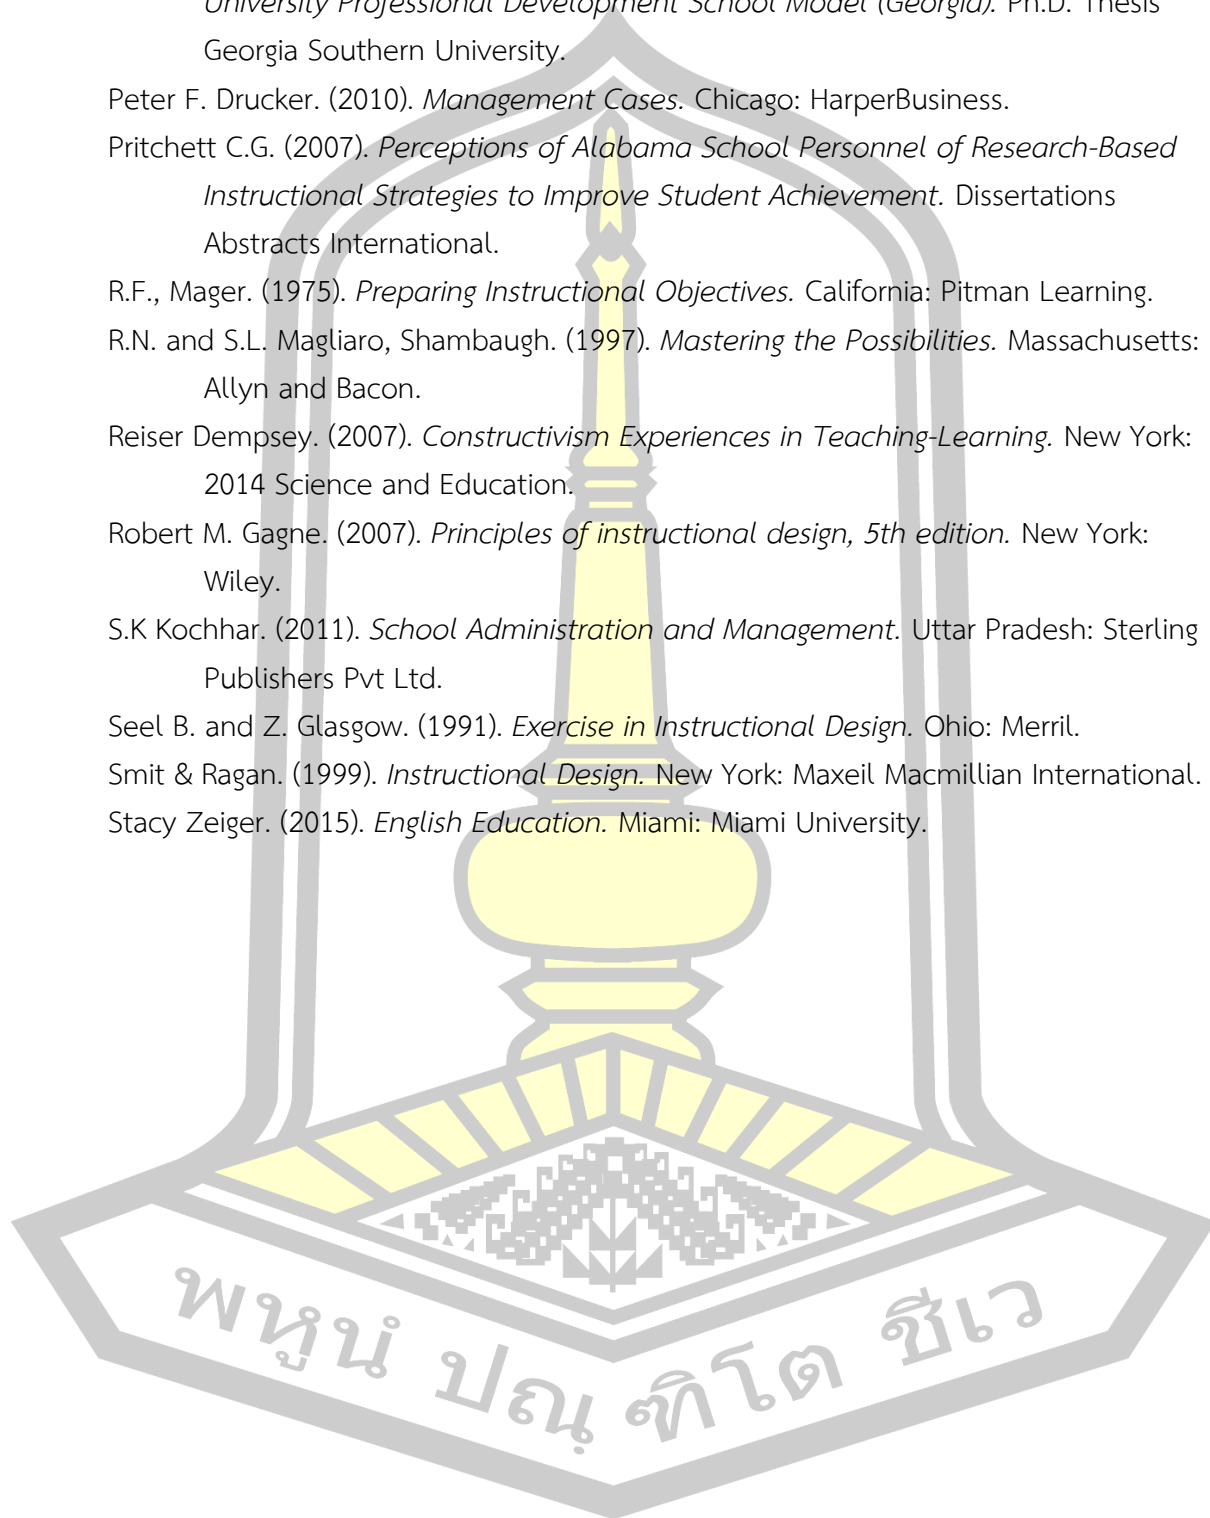 University Professional Development School Model (Georgia). Ph.D. Thesis
Georgia Southern University.
Peter F. Drucker. (2010). Management Cases. Chicago: HarperBusiness.
Pritchett C.G. (2007). Perceptions of Alabama School Personnel of Research-Based
Instructional Strategies to Improve Student Achievement. Dissertations
Abstracts International.
R.F., Mager. (1975). Preparing Instructional Objectives. California: Pitman Learning.
R.N. and S.L. Magliaro, Shambaugh. (1997). Mastering the Possibilities. Massachusetts:
Allyn and Bacon.
Reiser Dempsey. (2007). Constructivism Experiences in Teaching-Learning. New York:
2014 Science and Education.
Robert M. Gagne. (2007). Principles of instructional design, 5th edition. New York:
Wiley.
S.K Kochhar. (2011). School Administration and Management. Uttar Pradesh: Sterling
Publishers Pvt Ltd.
Seel B. and Z. Glasgow. (1991). Exercise in Instructional Design. Ohio: Merril.
Smit & Ragan. (1999). Instructional Design. New York: Maxeil Macmillian International.
Stacy Zeiger. (2015). English Education. Miami: Miami University.
พหูนํ ปณฺ ฑิโต ชีเว